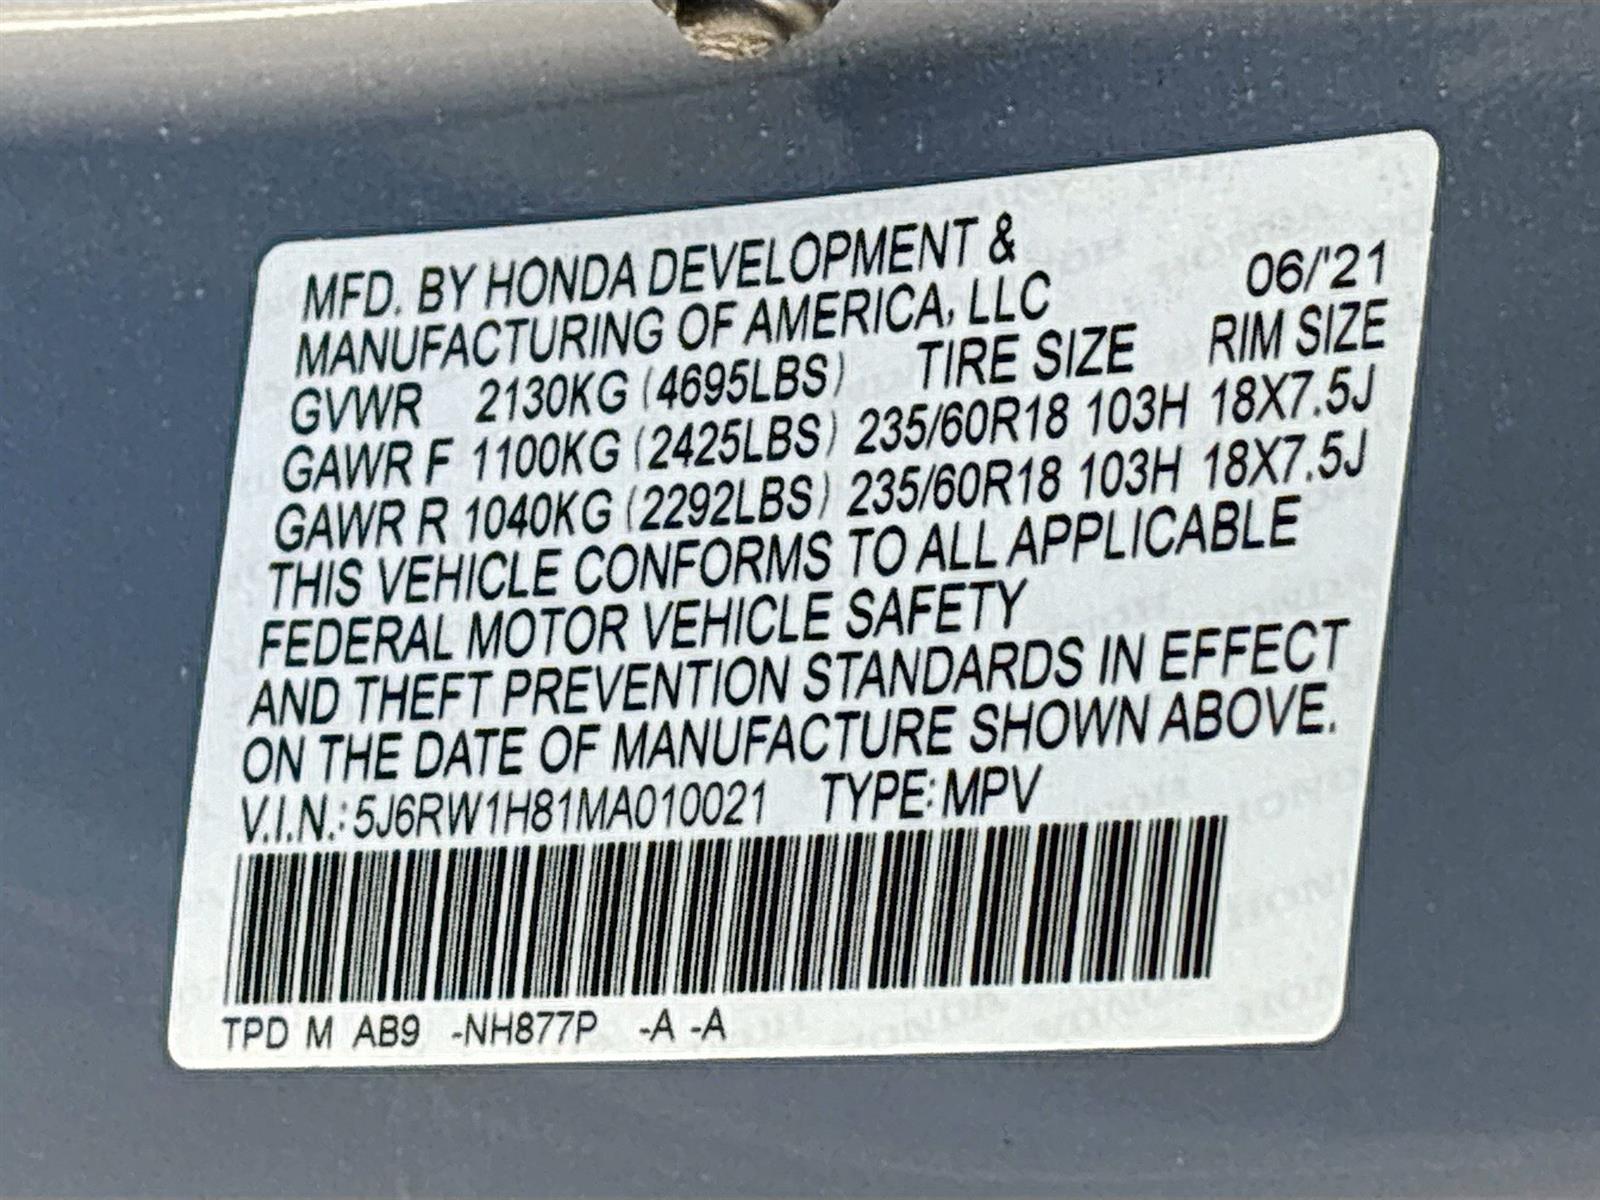 MFD. BY HONDA DEVELOPMENT &
MANUFACTURING OF AMERICA, LLC 06/'21
GVWR 2130KG (4695LBS) TIRE SIZE RIM SIZE
GAWR F 1100KG (2425LBS) 235/60R18 103H 18X7.5J
GAWR R 1040KG (2292LBS) 235/60R18 103H 18X7.5J
THIS VEHICLE CONFORMS TO ALL APPLICABLE
FEDERAL MOTOR VEHICLE SAFETY
AND THEFT PREVENTION STANDARDS IN EFFECT
ON THE DATE OF MANUFACTURE SHOWN ABOVE.
V.I.N.: 5J6RW1H81MA010021 TYPE: MPV
TPD M AB9 -NH877P -A -A